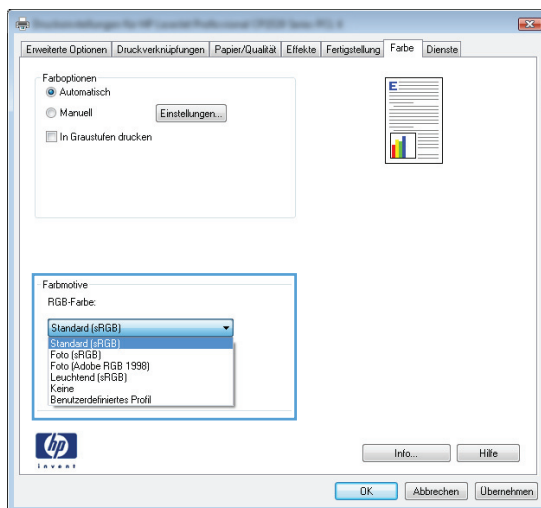 Erweiterte Optionen Druckverknüpfungen Papier/Qualität Effekte Fertigstellung Farbe Dienste
Farboptionen
Automatisch
Manuell Einstellungen...
In Graustufen drucken
E
Farbmotive
RGB-Farbe:
Standard (sRGB)
Standard (sRGB)
Foto (sRGB)
Foto (Adobe RGB 1998)
Leuchtend (sRGB)
Keine
Benutzerdefiniertes Profil
hp
invent
Info... Hilfe
OK Abbrechen Übernehmen